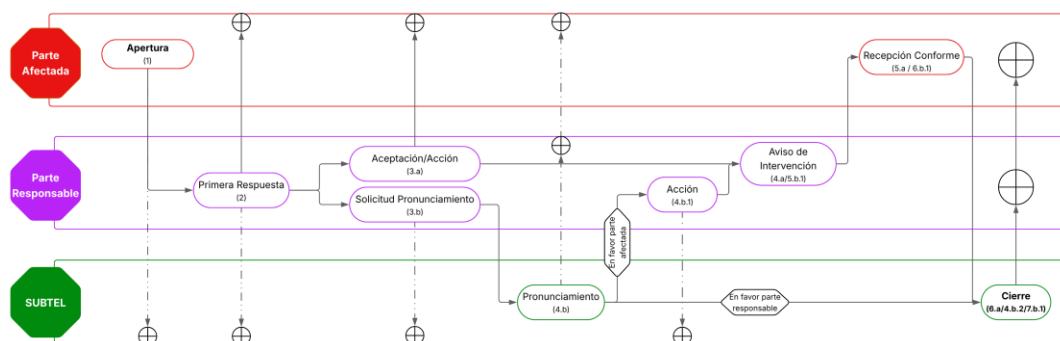 Parte
Afectada
Apertura
(1)
Recepción Conforme
(5.a / 6.b.1)
Parte
Responsable
Primera Respuesta
(2)
Aceptación/Acción
(3.a)
Solicitud Pronunciamiento
(3.b)
Acción
(4.b.1)
Aviso de
Intervención
(4.a/5.b.1)
En favor parte
afectada
SUBTEL
Pronunciamiento
(4.b)
En favor parte
responsable
Cierre
(6.a/4.b.2/7.b.1)